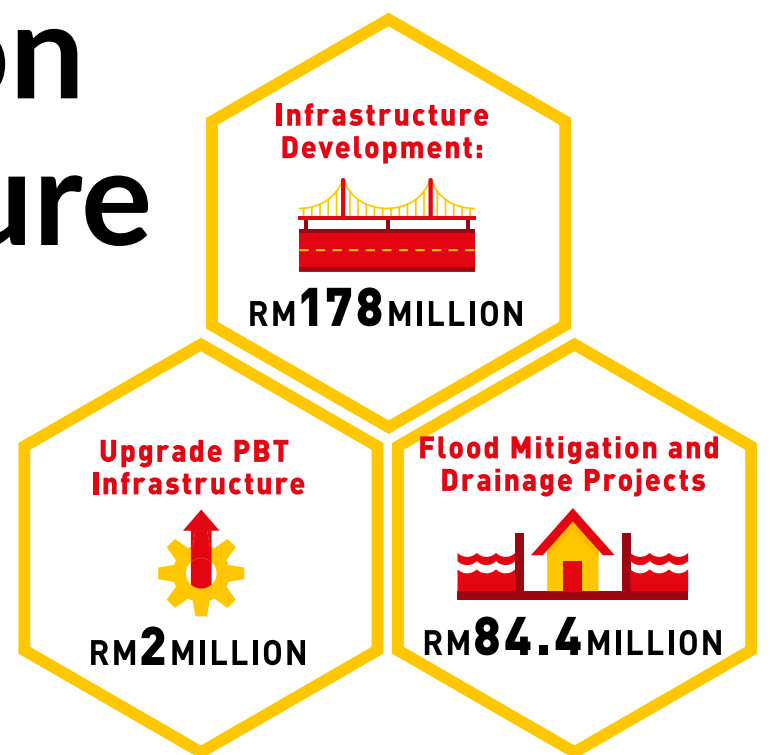 on
ure
Infrastructure
Development:
RM178MILLION
Upgrade PBT
Infrastructure
RM2MILLION
Flood Mitigation and
Drainage Projects
RM84.4MILLION